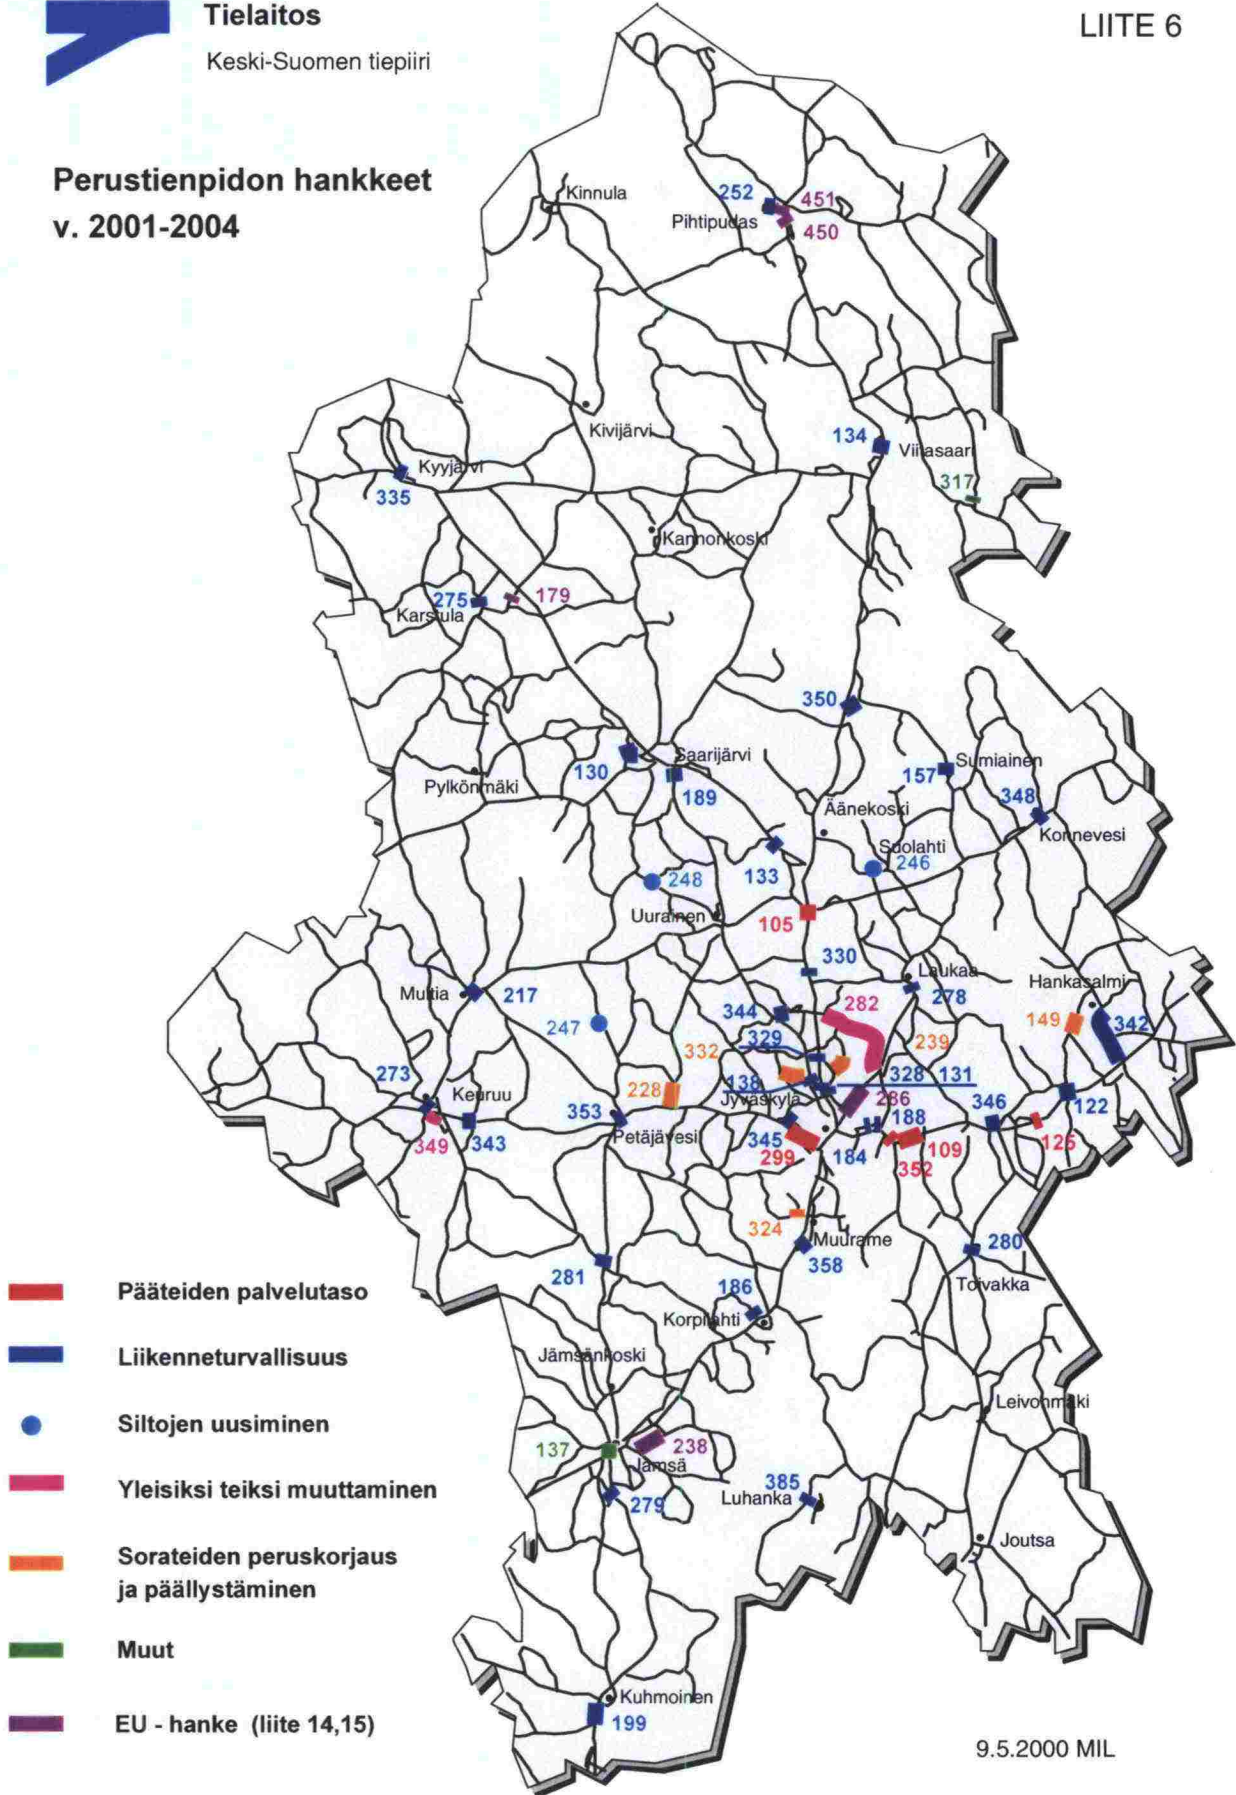 Tielaitos
Keski-Suomen tiepiiri
LIITE 6
Perustienpidon hankkeet
v. 2001-2004
Kinnula
252
451
Pihtipudas
450
Kivijärvi
134
Viitasaari
Kyyjärvi
317
335
Kannonkoski
275
179
Karstula
350
Saarijärvi
130
Sumiainen
157
Pylkönmäki
189
348
Äänekoski
Konnevesi
Suolahti
246
133
248
Uurainen
105
330
Laukaa
Hankasalmi
Multia
217
278
282
344
149
342
247
329
332
239
273
138
328
131
Keuruu
228
Jyväskylä
286
122
353
188
346
Petäjävesi
345
349
343
299
184
109
125
352
324
Muurame
280
358
281
Toivakka
186
Korpilahti
Pääteiden palvelutaso
Jämsänkoski
Liikenneturvallisuus
Leivonmäki
Siltojen uusiminen
137
238
Jämsä
385
Yleisiksi teiksi muuttaminen
Luhanka
279
Joutsa
Sorateiden peruskorjaus
ja päällystäminen
Muut
Kuhmoinen
EU - hanke (liite 14,15)
199
9.5.2000 MIL